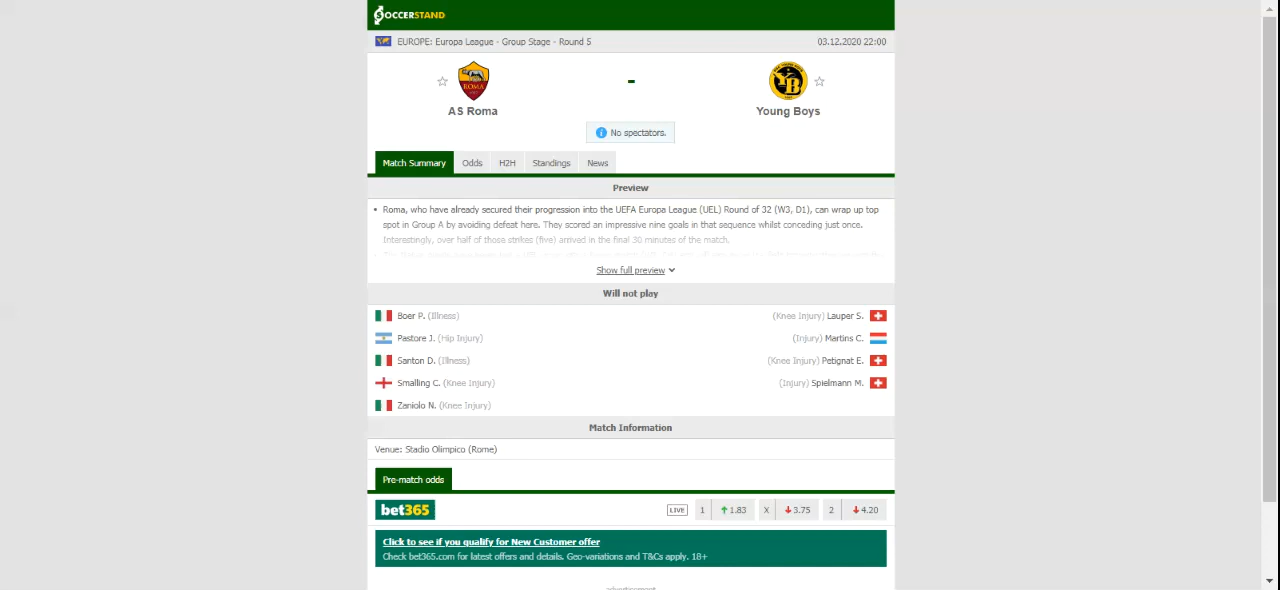 SOCCERSTAND
EUROPE: Europa League - Group Stage - Round 5 03.12.2020 22:00
ROMA YB
-
AS Roma Young Boys
No spectators.
Match Summary Odds H2H Standings News
Preview
• Roma, who have already secured their progression into the UEFA Europa League (UEL) Round of 32 (W3, D1), can wrap up top
spot in Group A by avoiding defeat here. They scored an impressive nine goals in that sequence whilst conceding just once.
Interestingly, over half of those strikes (five) arrived in the final 30 minutes of the match.
Show full preview
Will not play
Boer P. (Illness) (Knee Injury) Lauper S.
Pastore J. (Hip Injury) (Injury) Martins C.
Santon D. (Illness) (Knee Injury) Petignat E.
Smalling C. (Knee Injury) (Injury) Spielmann M.
Zaniolo N. (Knee Injury)
Match Information
Venue: Stadio Olimpico (Rome)
Pre-match odds
bet365 LIVE 1 1.83 X 3.75 2 4.20
Click to see if you qualify for New Customer offer
Check bet365.com for latest offers and details. Geo-variations and T&Cs apply. 18+
advertisement